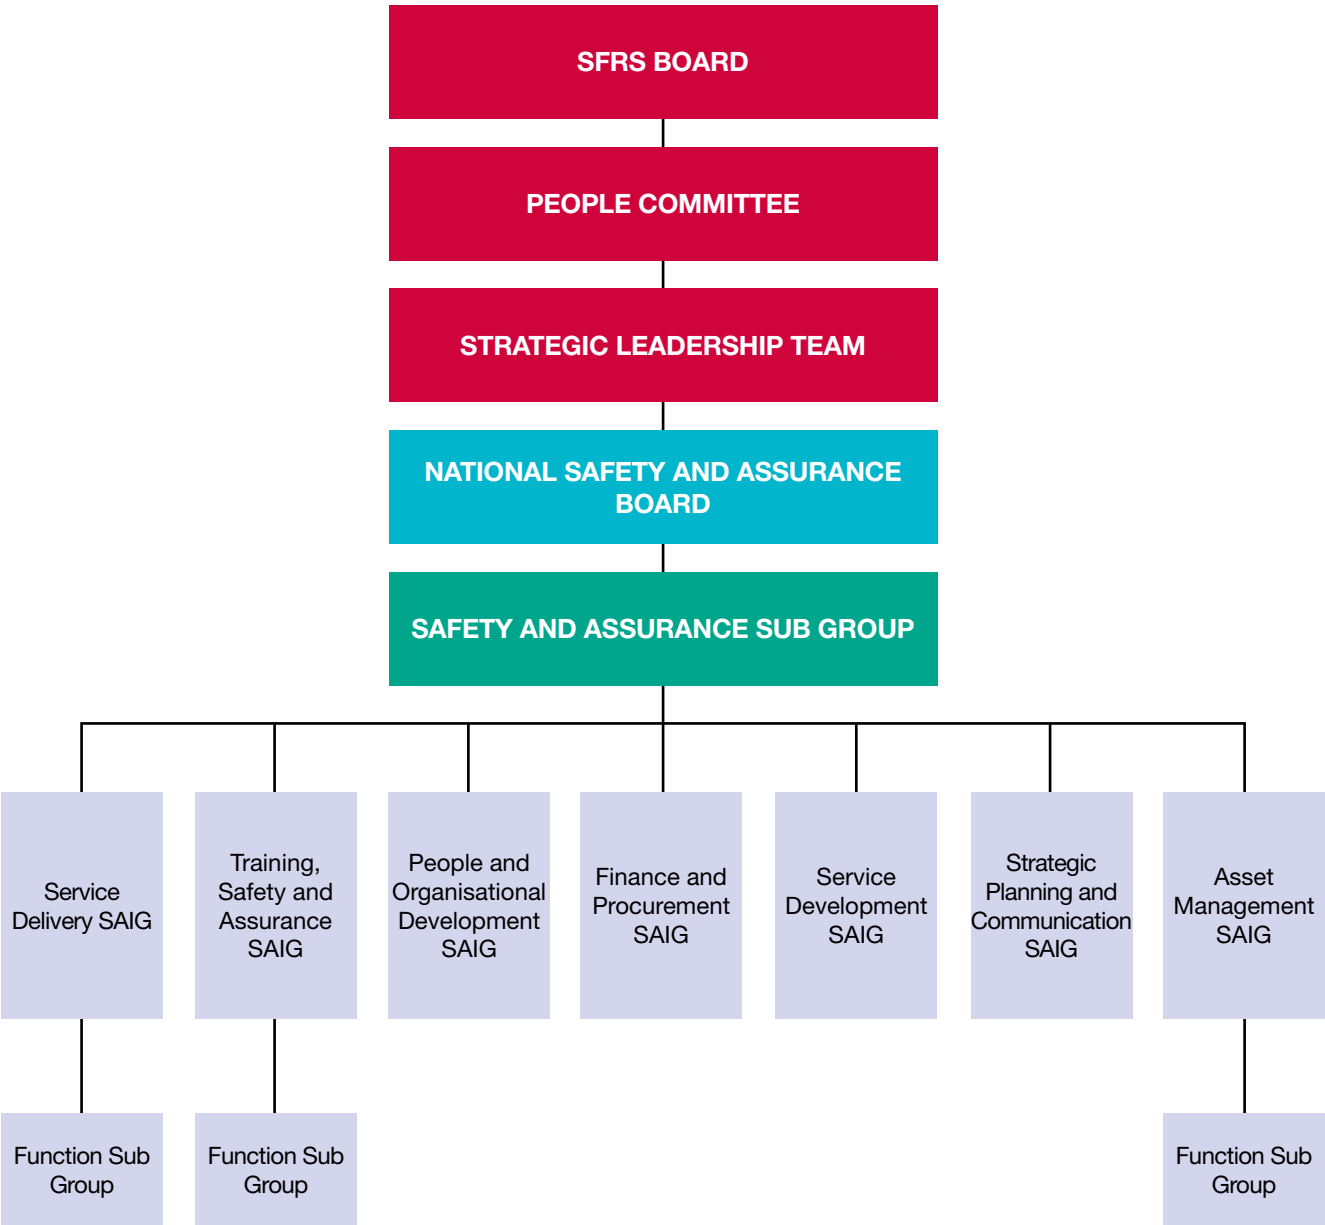 SFRS BOARD
PEOPLE COMMITTEE
STRATEGIC LEADERSHIP TEAM
NATIONAL SAFETY AND ASSURANCE
BOARD
SAFETY AND ASSURANCE SUB GROUP
Service
Delivery SAIG
Training,
Safety and
Assurance
SAIG
People and
Organisational
Development
SAIG
Finance and
Procurement
SAIG
Service
Development
SAIG
Strategic
Planning and
Communication
SAIG
Asset
Management
SAIG
Function Sub
Group
Function Sub
Group
Function Sub
Group